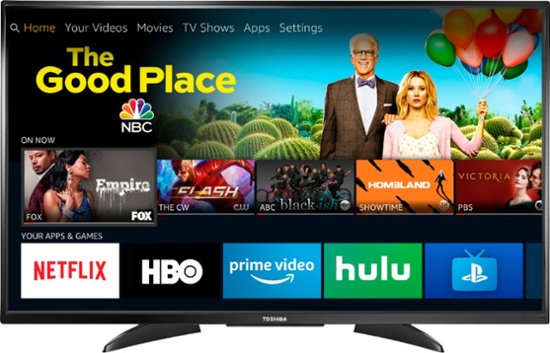 Home Your Videos Movies TV Shows Apps Settings
The
Good Place
NBC
ON NOW
Empire
FOX
FLASH
CW
HOMELAND
VICTORIA
FOX
THE CW
ABC
black-ish
abc
SHOWTIME
PBS
YOUR APPS & GAMES
NETFLIX
HBO
prime video
hulu
TOSHIBA